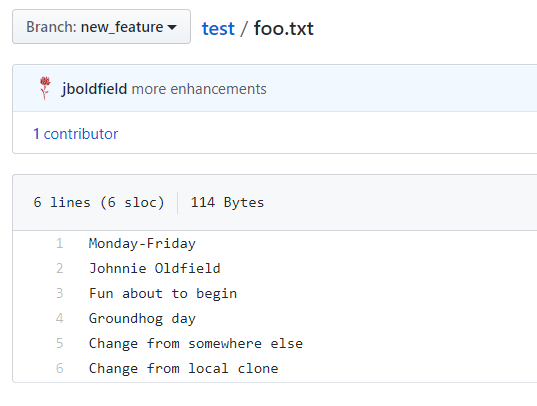 Branch: new_feature test / foo.txt
jboldfield more enhancements
1 contributor
6 lines (6 sloc) 114 Bytes
1 Monday-Friday
2 Johnnie Oldfield
3 Fun about to begin
4 Groundhog day
5 Change from somewhere else
6 Change from local clone